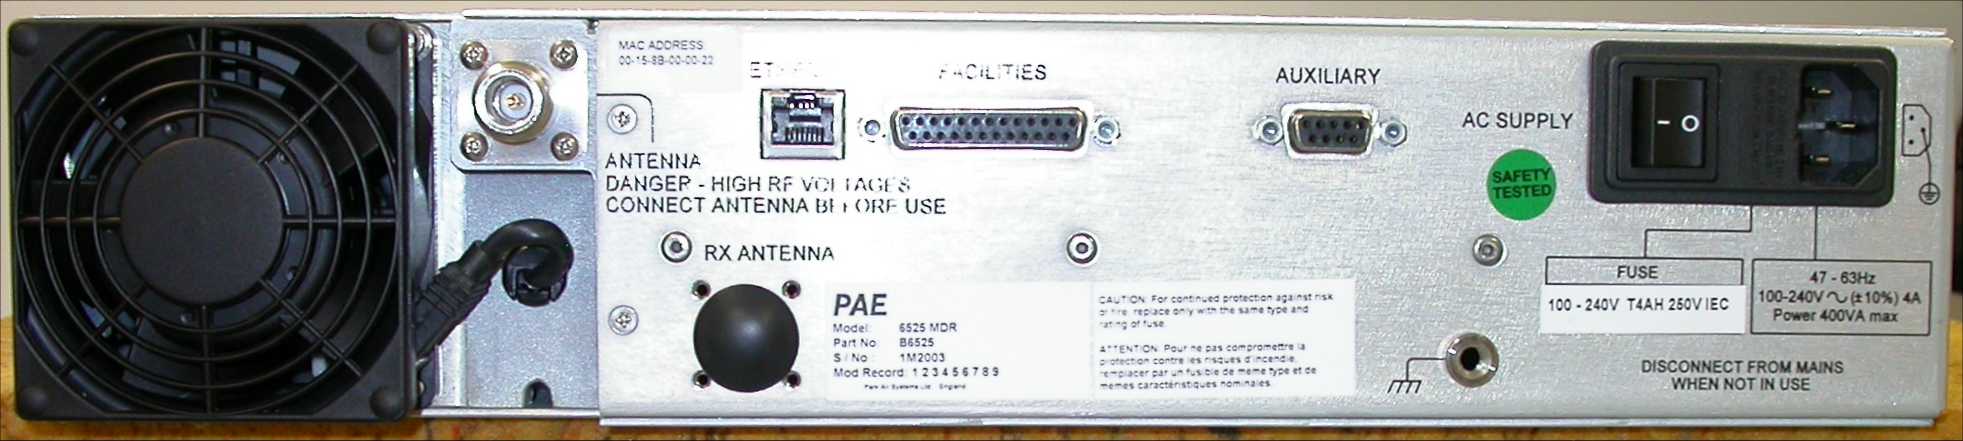 MAC ADDRESS
00-15-8B-00-00-22
FACILITIES
AUXILIARY
AC SUPPLY
ANTENNA
DANGER - HIGH RF VOLTAGES
CONNECT ANTENNA BEFORE USE
SAFETY
TESTED
RX ANTENNA
PAE
Model: 6525 MDR
Part No: B6525
S / No : 1M2003
Mod Record: 1 2 3 4 5 6 7 8 9
Park Air Systems Ltd England
CAUTION: For continued protection against risk
of fire, replace only with the same type and
rating of fuse.
ATTENTION: Pour ne pas compromettre la
protection contre les risques d'incendie,
remplacer par un fusible de meme type et de
memes caractéristiques nominales.
FUSE
100 - 240V T4AH 250V IEC
47 - 63Hz
100-240V (±10%) 4A
Power 400VA max
DISCONNECT FROM MAINS
WHEN NOT IN USE